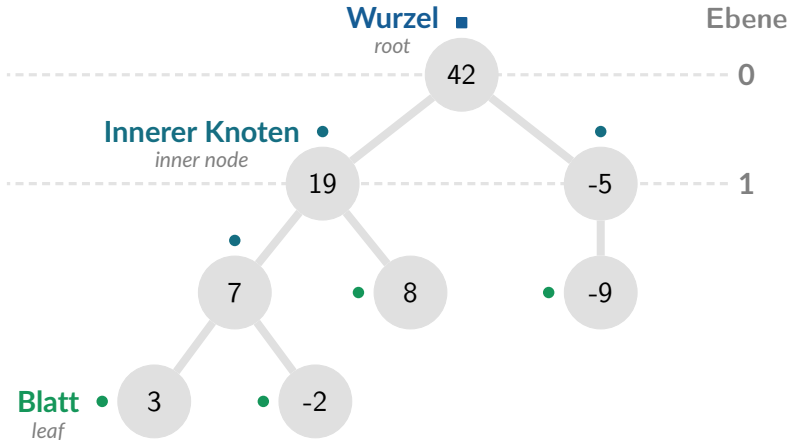 Wurzel
Ebene
root
42
0
Innerer Knoten
inner node
19
-5
1
7
8
-9
Blatt
leaf
3
-2